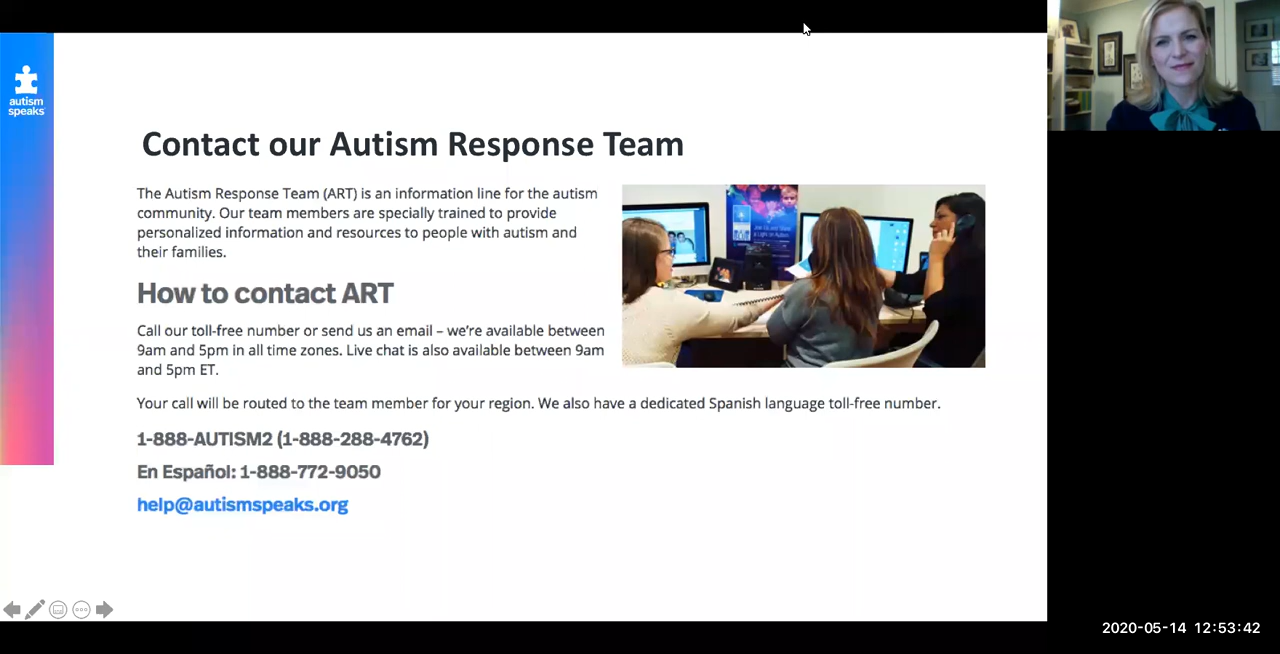 autism
speaks
Contact our Autism Response Team
The Autism Response Team (ART) is an information line for the autism
community. Our team members are specially trained to provide
personalized information and resources to people with autism and
their families.
How to contact ART
Call our toll-free number or send us an email – we’re available between
9am and 5pm in all time zones. Live chat is also available between 9am
and 5pm ET.
Your call will be routed to the team member for your region. We also have a dedicated Spanish language toll-free number.
1-888-AUTISM2 (1-888-288-4762)
En Español: 1-888-772-9050
help@autismspeaks.org
2020-05-14 12:53:42